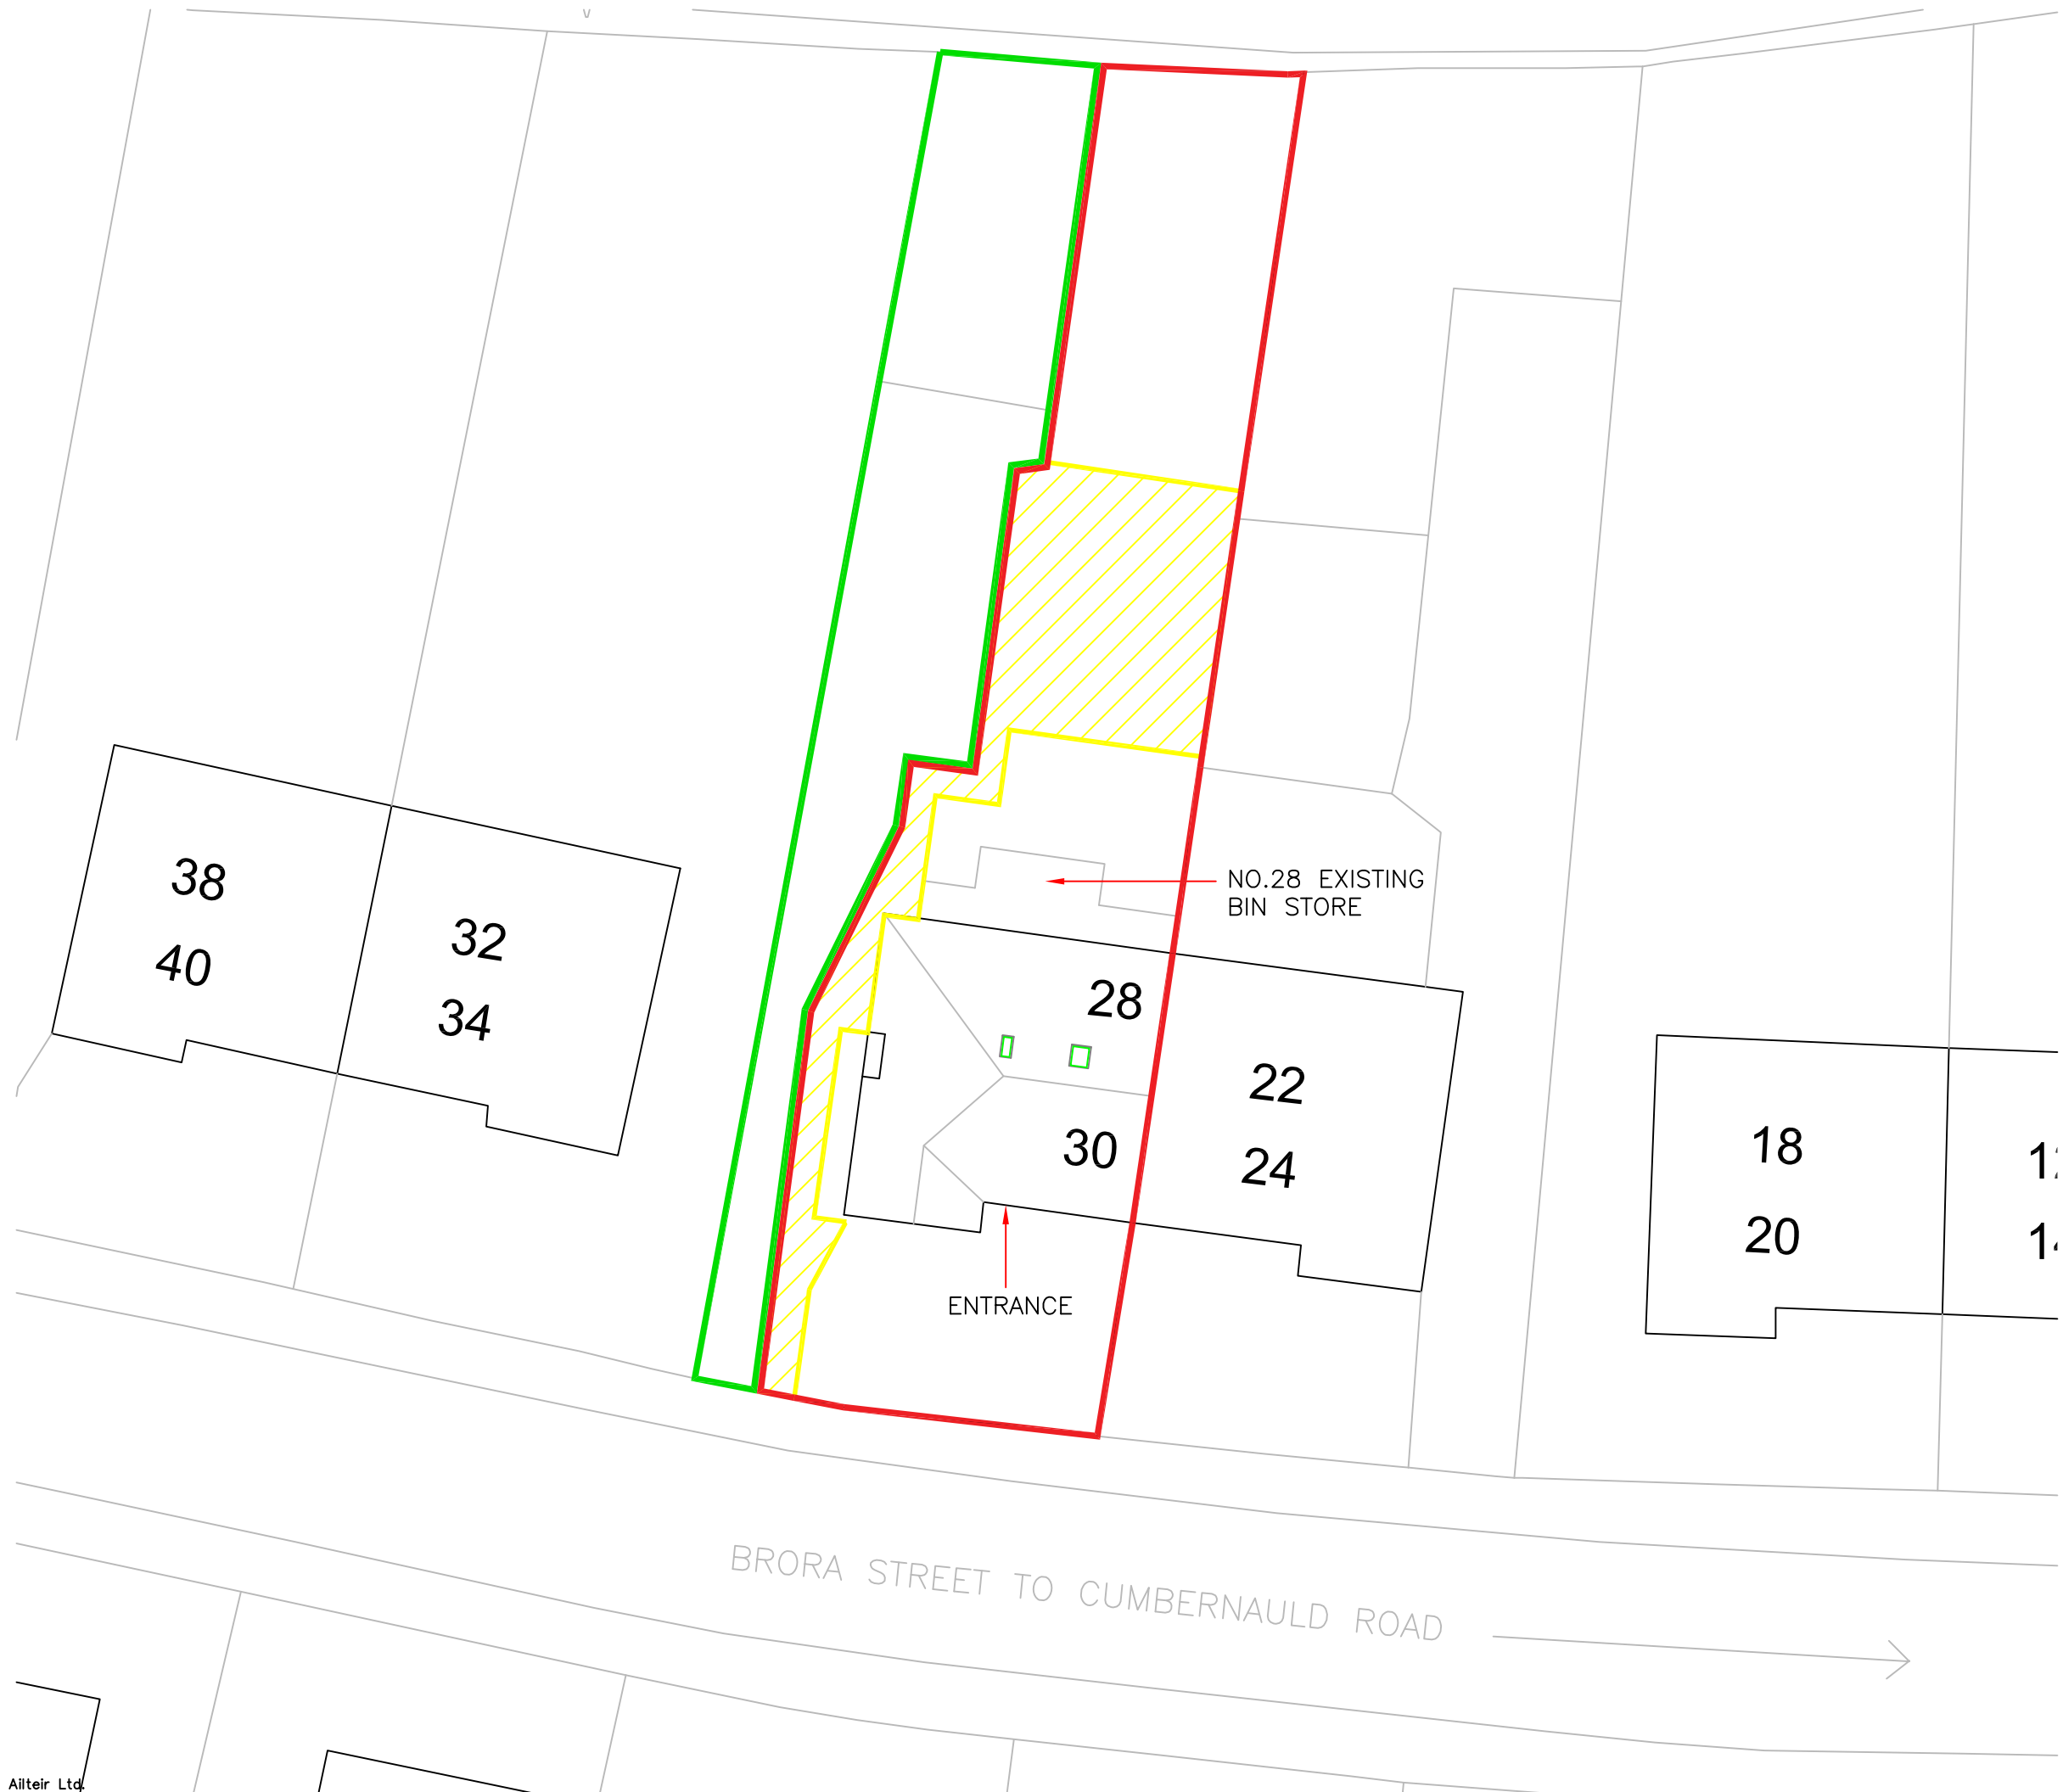 38
40
32
34
NO.28 EXISTING
BIN STORE
28
22
30
24
18
20
ENTRANCE
BRORA STREET TO CUMBERNAULD ROAD
Ailteir Ltd.